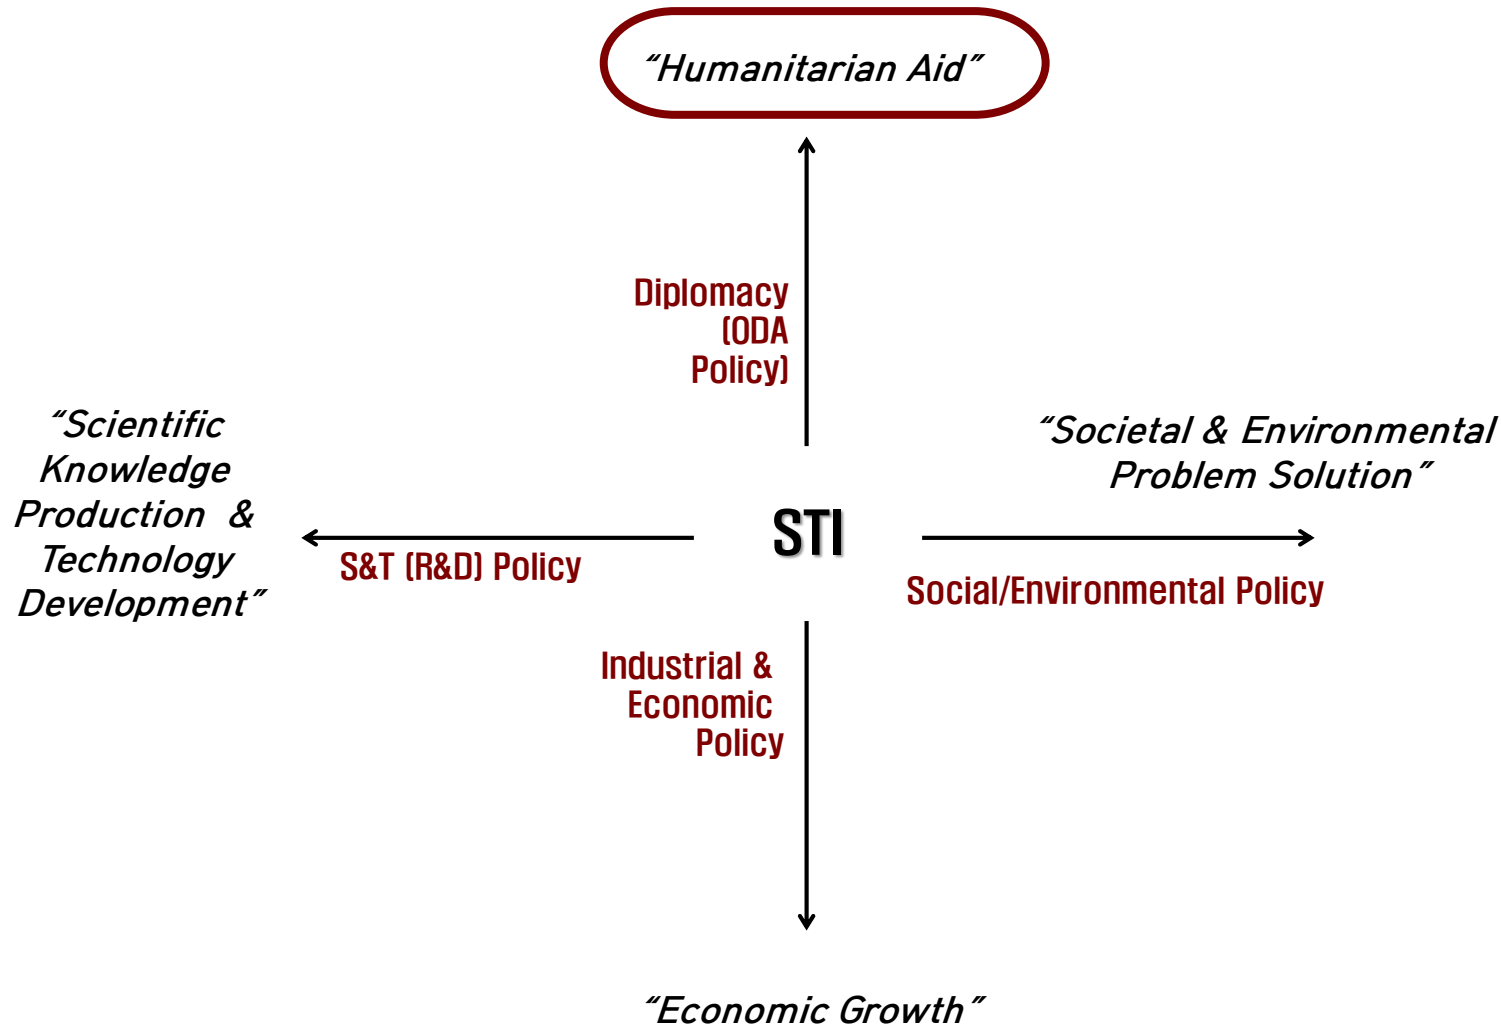 “Humanitarian Aid”
Diplomacy
(ODA
Policy)
“Scientific
Knowledge
Production &
Technology
Development”
“Societal & Environmental
Problem Solution”
STI
S&T (R&D) Policy
Social/Environmental Policy
Industrial &
Economic
Policy
“Economic Growth”